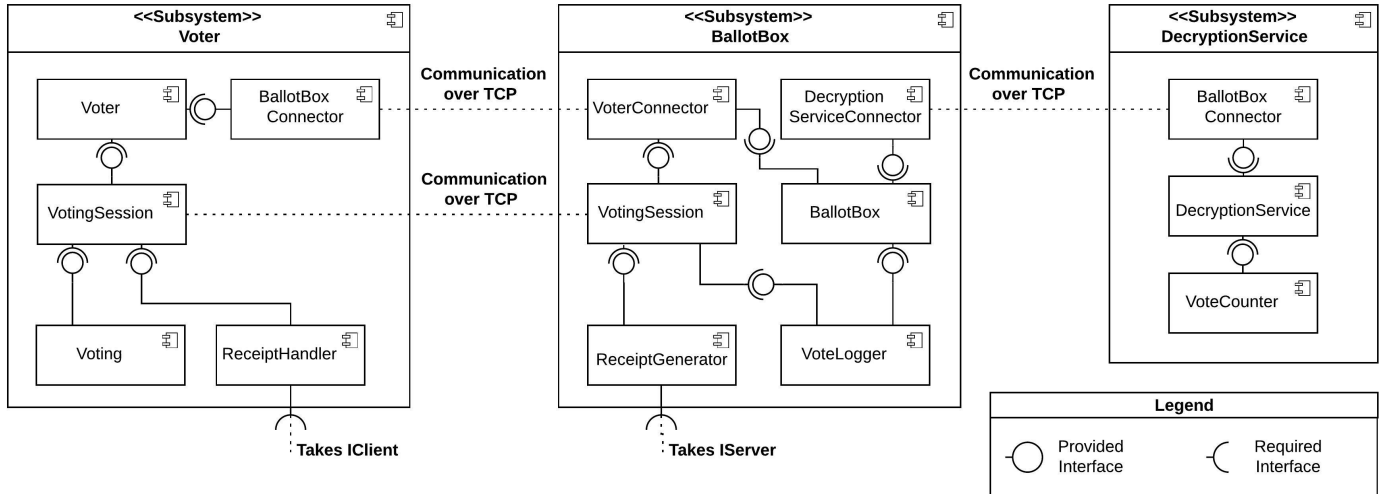 <<Subsystem>>
Voter
Voter
BallotBox
Connector
VotingSession
Voting
ReceiptHandler
Takes IClient
Communication
over TCP
Communication
over TCP
<<Subsystem>>
BallotBox
VoterConnector
Decryption
ServiceConnector
VotingSession
BallotBox
ReceiptGenerator
VoteLogger
Takes IServer
Communication
over TCP
<<Subsystem>>
DecryptionService
BallotBox
Connector
DecryptionService
VoteCounter
Legend
Provided
Interface
Required
Interface